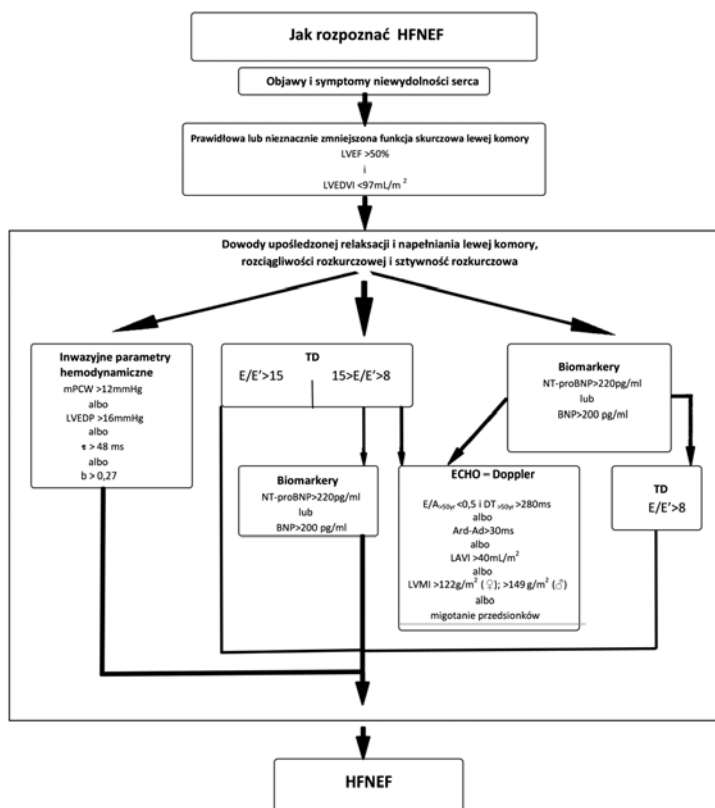 Jak rozpoznać HFNEF
Objawy i symptomy niewydolności serca
Prawidłowa lub nieznacznie zmniejszona funkcja skurczowa lewej komory
LVEF >50%
i
LVEDVI <97mL/m²
Dowody upośledzonej relaksacji i napełniania lewej komory,
rozciągliwości rozkurczowej i sztywność rozkurczowa
Inwazyjne parametry
hemodynamiczne
mPCW >12mmHg
albo
LVEDP >16mmHg
albo
τ > 48 ms
albo
b > 0,27
TD
E/E'>15 15>E/E'>8
Biomarkery
NT-proBNP>220pg/ml
lub
BNP>200 pg/ml
Biomarkery
NT-proBNP>220pg/ml
lub
BNP>200 pg/ml
ECHO – Doppler
E/A>50yr <0,5 i DT>50yr >280ms
albo
Ard-Ad>30ms
albo
LAVI >40mL/m²
albo
LVMI >122g/m² (♀); >149 g/m² (♂)
albo
migotanie przedsionków
TD
E/E'>8
HFNEF